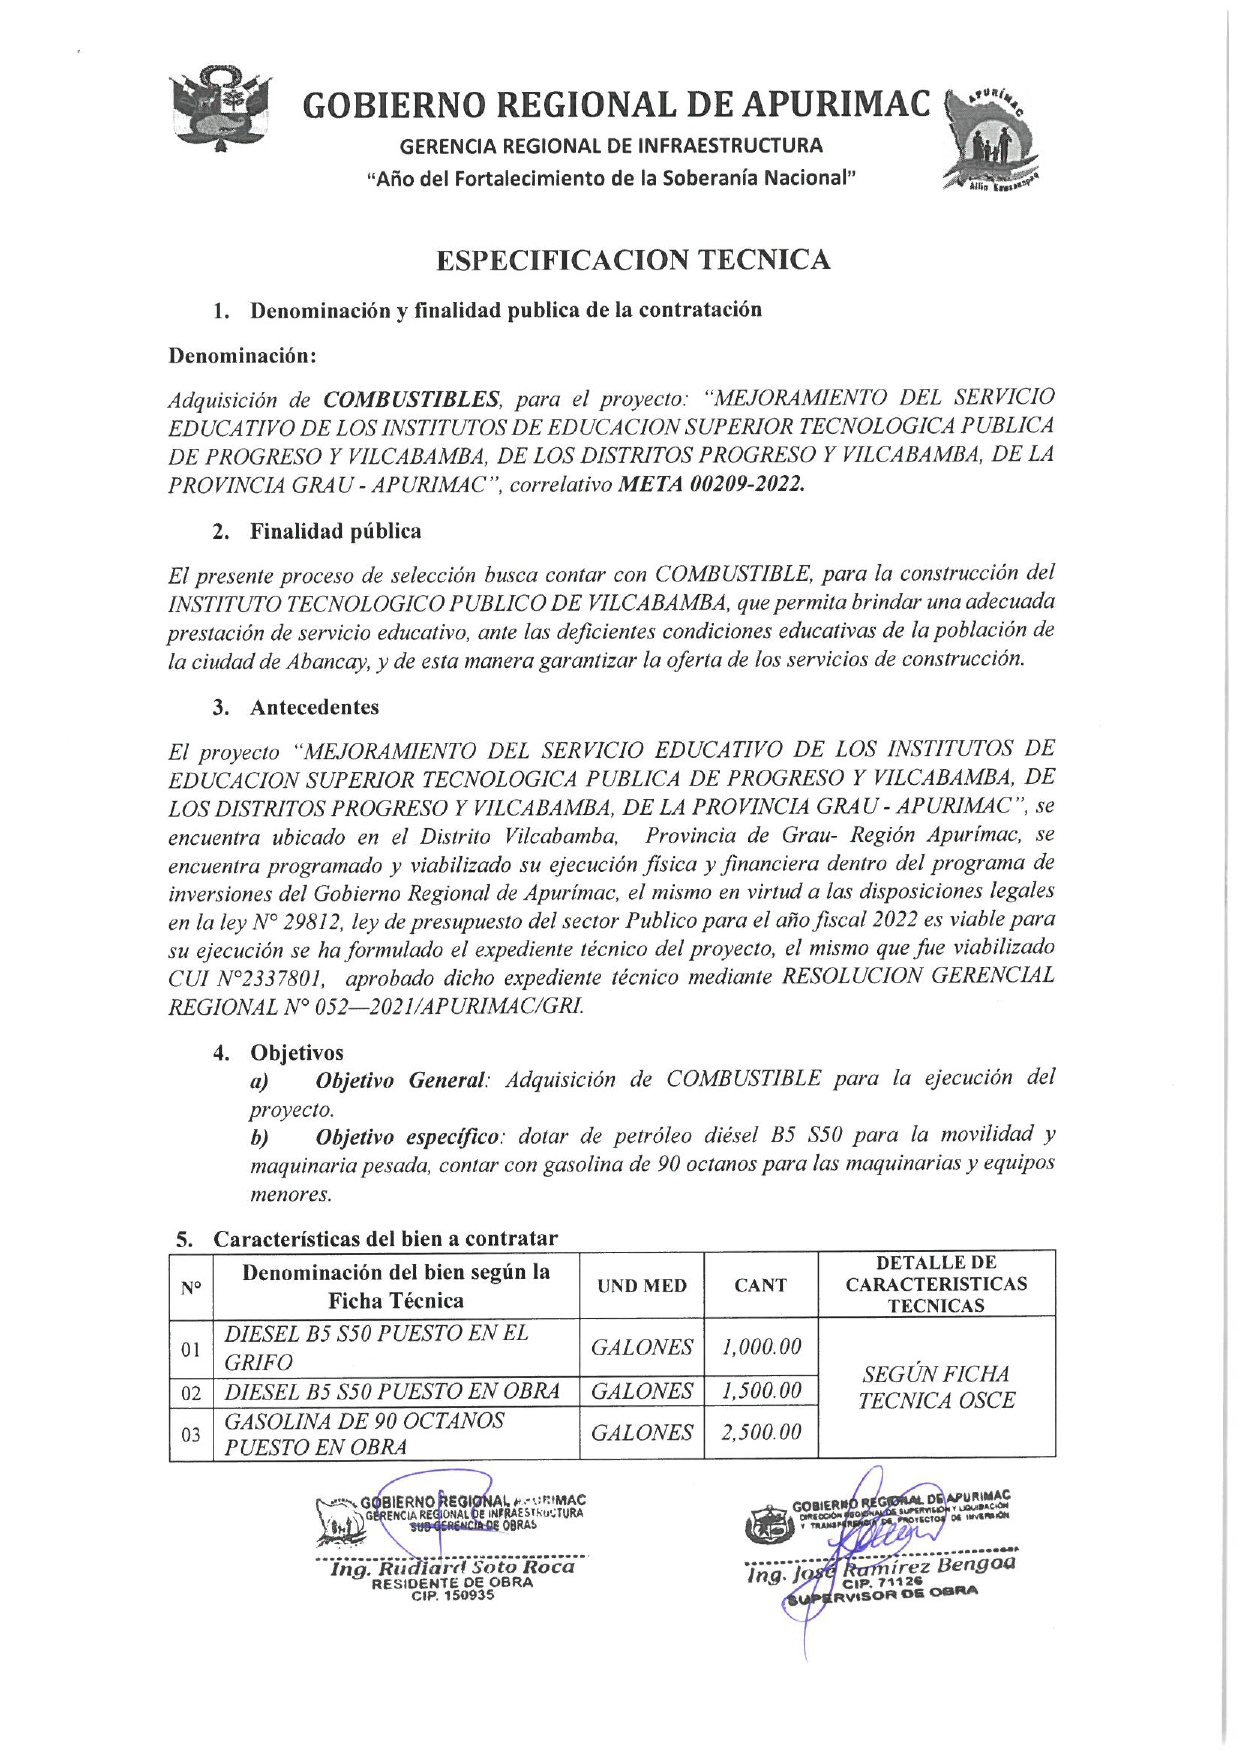 GOBIERNO REGIONAL DE APURIMAC
GERENCIA REGIONAL DE INFRAESTRUCTURA
“Año del Fortalecimiento de la Soberanía Nacional”
APURÍMAC
Allin Kawsanapaq
ESPECIFICACION TECNICA
1. Denominación y finalidad publica de la contratación
Denominación:
Adquisición de COMBUSTIBLES, para el proyecto: “MEJORAMIENTO DEL SERVICIO
EDUCATIVO DE LOS INSTITUTOS DE EDUCACION SUPERIOR TECNOLOGICA PUBLICA
DE PROGRESO Y VILCABAMBA, DE LOS DISTRITOS PROGRESO Y VILCABAMBA, DE LA
PROVINCIA GRAU - APURIMAC”, correlativo META 00209-2022.
2. Finalidad pública
El presente proceso de selección busca contar con COMBUSTIBLE, para la construcción del
INSTITUTO TECNOLOGICO PUBLICO DE VILCABAMBA, que permita brindar una adecuada
prestación de servicio educativo, ante las deficientes condiciones educativas de la población de
la ciudad de Abancay, y de esta manera garantizar la oferta de los servicios de construcción.
3. Antecedentes
El proyecto “MEJORAMIENTO DEL SERVICIO EDUCATIVO DE LOS INSTITUTOS DE
EDUCACION SUPERIOR TECNOLOGICA PUBLICA DE PROGRESO Y VILCABAMBA, DE
LOS DISTRITOS PROGRESO Y VILCABAMBA, DE LA PROVINCIA GRAU - APURIMAC”, se
encuentra ubicado en el Distrito Vilcabamba, Provincia de Grau- Región Apurímac, se
encuentra programado y viabilizado su ejecución física y financiera dentro del programa de
inversiones del Gobierno Regional de Apurímac, el mismo en virtud a las disposiciones legales
en la ley N° 29812, ley de presupuesto del sector Publico para el año fiscal 2022 es viable para
su ejecución se ha formulado el expediente técnico del proyecto, el mismo que fue viabilizado
CUI N°2337801, aprobado dicho expediente técnico mediante RESOLUCION GERENCIAL
REGIONAL N° 052—2021/APURIMAC/GRI.
4. Objetivos
a) Objetivo General: Adquisición de COMBUSTIBLE para la ejecución del
proyecto.
b) Objetivo específico: dotar de petróleo diésel B5 S50 para la movilidad y
maquinaria pesada, contar con gasolina de 90 octanos para las maquinarias y equipos
menores.
5. Características del bien a contratar
N° Denominación del bien según la Ficha Técnica UND MED CANT DETALLE DE CARACTERISTICAS TECNICAS
01 DIESEL B5 S50 PUESTO EN EL GRIFO GALONES 1,000.00
02 DIESEL B5 S50 PUESTO EN OBRA GALONES 1,500.00
03 GASOLINA DE 90 OCTANOS PUESTO EN OBRA GALONES 2,500.00
SEGÚN FICHA
TECNICA OSCE
GOBIERNO REGIONAL APURIMAC
GERENCIA REGIONAL DE INFRAESTRUCTURA
SUB GERENCIA DE OBRAS
Ing. Rudiard Soto Roca
RESIDENTE DE OBRA
CIP. 150935
GOBIERNO REGIONAL DE APURIMAC
DIRECCIÓN REGIONAL DE SUPERVISIÓN Y LIQUIDACIÓN
Y TRANSFERENCIA DE PROYECTOS DE INVERSIÓN
Ing. José Ramírez Bengoa
CIP. 71126
SUPERVISOR DE OBRA